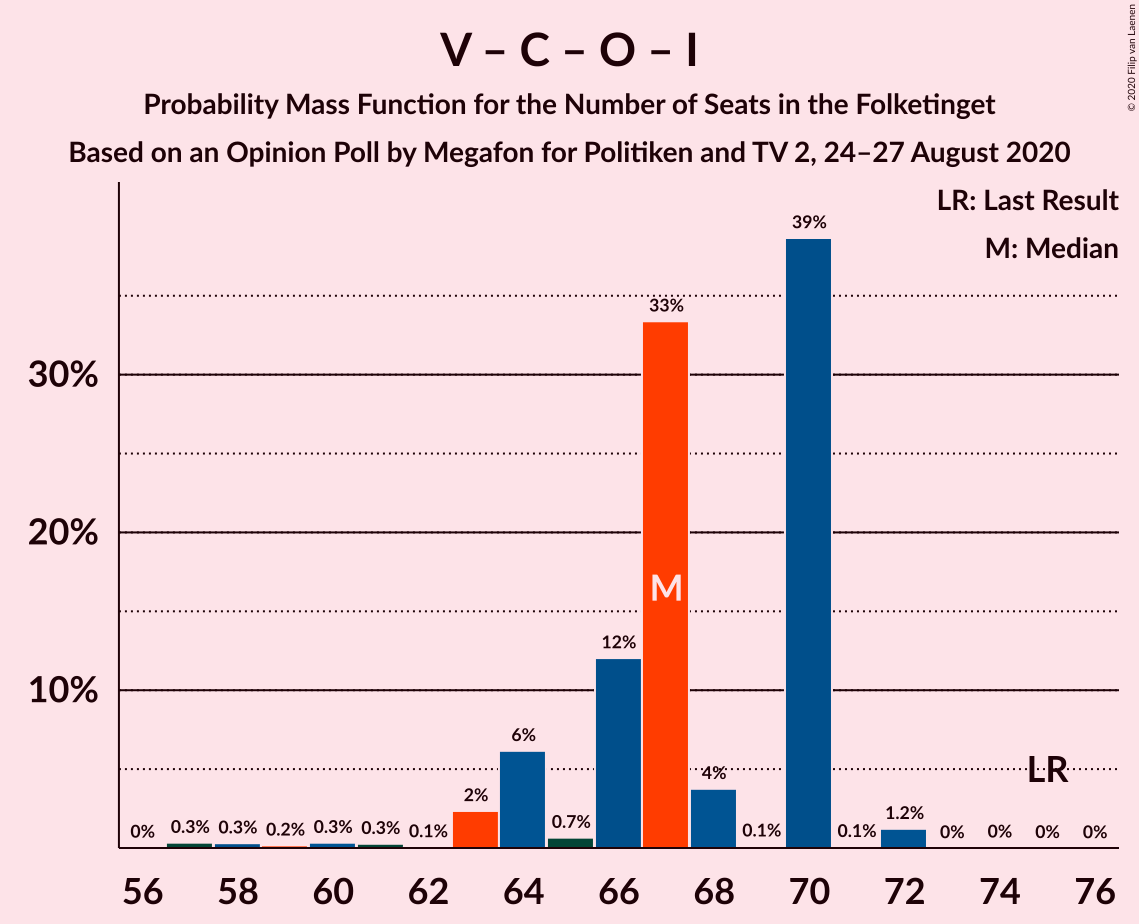 V – C – O – I
Probability Mass Function for the Number of Seats in the Folketinget
Based on an Opinion Poll by Megafon for Politiken and TV 2, 24–27 August 2020
© 2020 Filip van Laenen
LR: Last Result
M: Median
39%
33%
30%
20%
M
12%
10%
6%
LR
4%
2%
1.2%
0% 0.3% 0.3% 0.2% 0.3% 0.3% 0.1% 0.7% 0.1% 0.1% 0% 0% 0% 0%
56 58 60 62 64 66 68 70 72 74 76